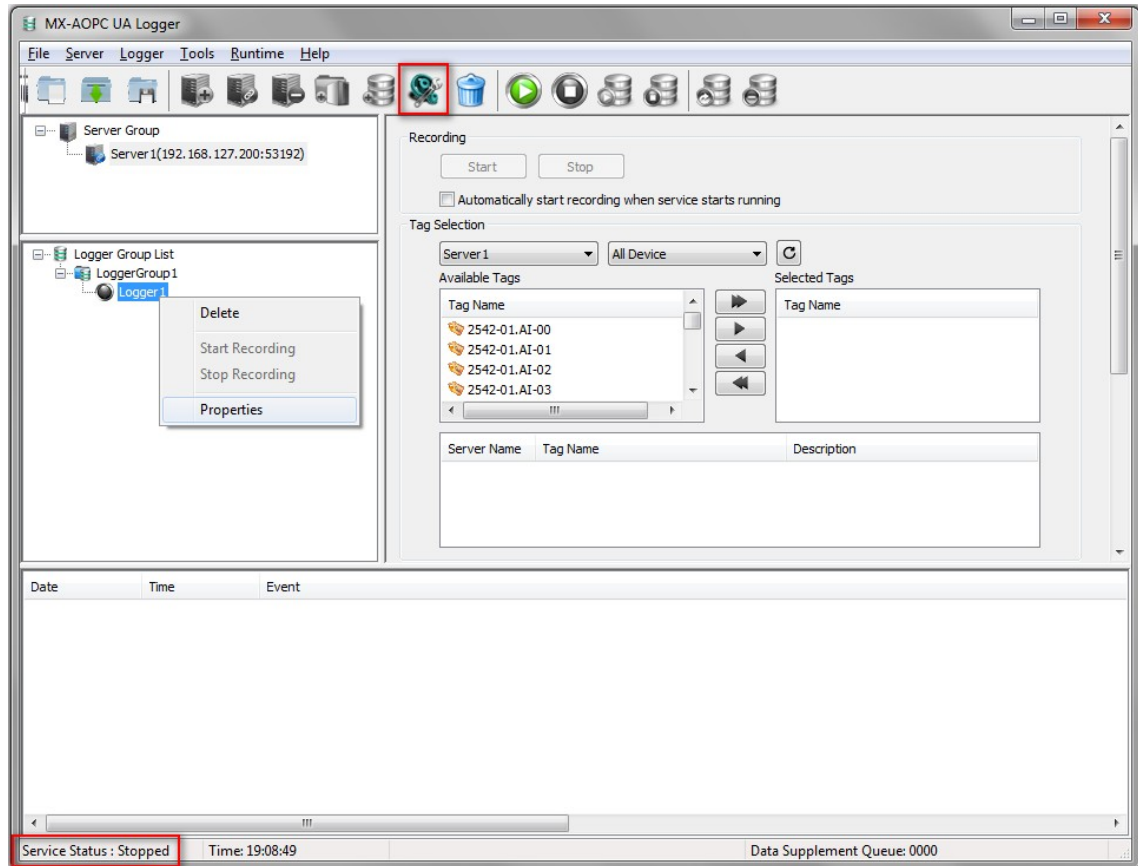 MX-AOPC UA Logger
File Server Logger Tools Runtime Help
Server Group
Server1(192.168.127.200:53192)
Logger Group List
LoggerGroup1
Logger1
Delete
Start Recording
Stop Recording
Properties
Recording
Start Stop
Automatically start recording when service starts running
Tag Selection
Server1 All Device
Available Tags Selected Tags
Tag Name Tag Name
2542-01.AI-00
2542-01.AI-01
2542-01.AI-02
2542-01.AI-03
Server Name Tag Name Description
Date Time Event
Service Status : Stopped Time: 19:08:49 Data Supplement Queue: 0000